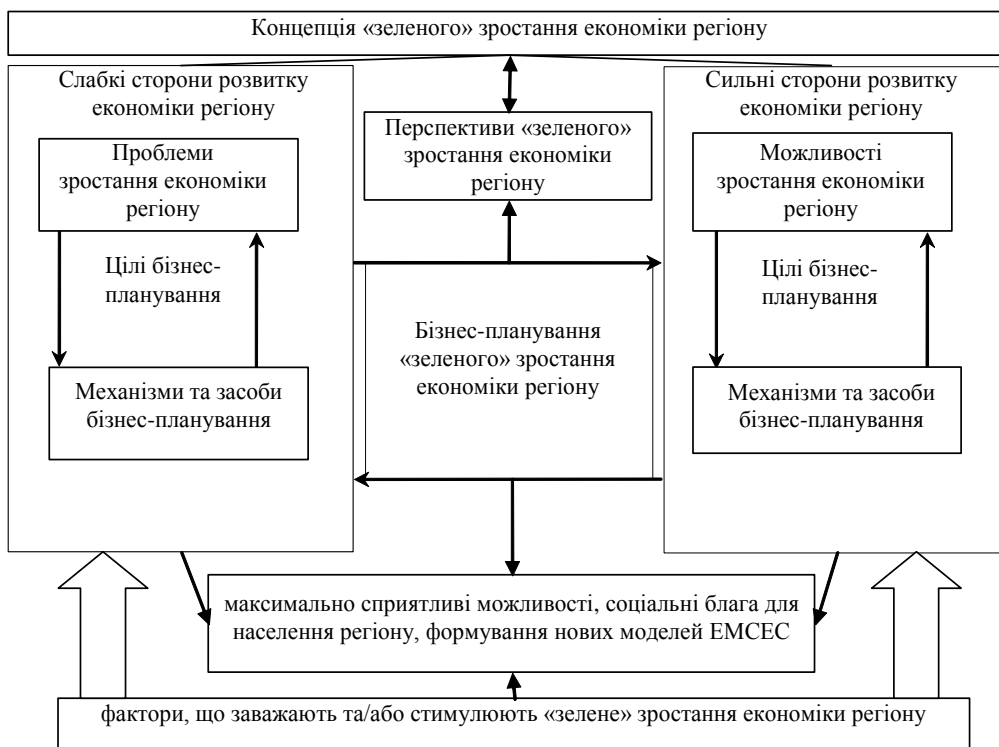 Концепція «зеленого» зростання економіки регіону
Слабкі сторони розвитку
економіки регіону
Проблеми
зростання економіки
регіону
Цілі бізнес-
планування
Механізми та засоби
бізнес-планування
Перспективи «зеленого»
зростання економіки
регіону
Бізнес-планування
«зеленого» зростання
економіки регіону
Сильні сторони розвитку
економіки регіону
Можливості
зростання економіки
регіону
Цілі бізнес-
планування
Механізми та засоби
бізнес-планування
максимально сприятливі можливості, соціальні блага для
населення регіону, формування нових моделей ЕМСЕС
фактори, що заважають та/або стимулюють «зелене» зростання економіки регіону